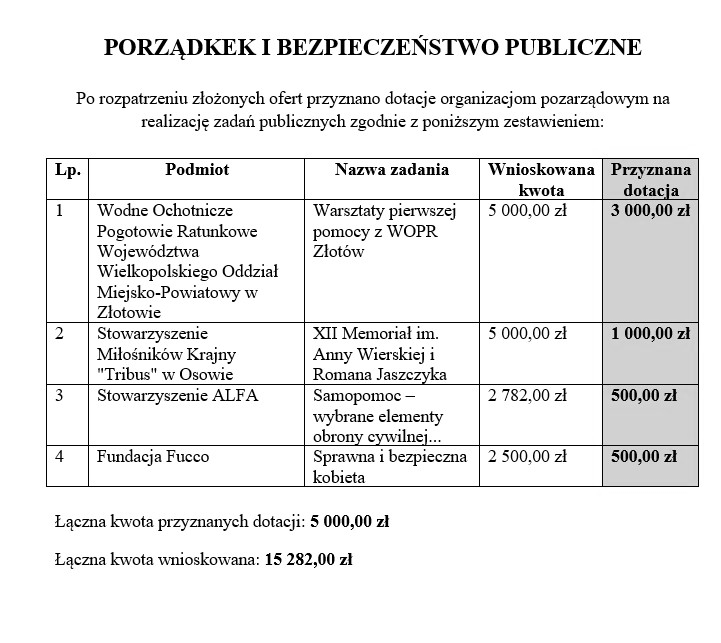 PORZĄDKEK I BEZPIECZEŃSTWO PUBLICZNE
Po rozpatrzeniu złożonych ofert przyznano dotacje organizacjom pozarządowym na
realizację zadań publicznych zgodnie z poniższym zestawieniem:
Lp. Podmiot Nazwa zadania Wnioskowana kwota Przyznana dotacja
1 Wodne Ochotnicze Warsztaty pierwszej 5 000,00 zł 3 000,00 zł
Pogotowie Ratunkowe pomocy z WOPR
Województwa Złotów
Wielkopolskiego Oddział
Miejsko-Powiatowy w
Złotowie
2 Stowarzyszenie XII Memoriał im. 5 000,00 zł 1 000,00 zł
Miłośników Krajny Anny Wierskiej i
"Tribus" w Osowie Romana Jaszczyka
3 Stowarzyszenie ALFA Samopomoc – 2 782,00 zł 500,00 zł
wybrane elementy
obrony cywilnej...
4 Fundacja Fucco Sprawna i bezpieczna 2 500,00 zł 500,00 zł
kobieta
Łączna kwota przyznanych dotacji: 5 000,00 zł
Łączna kwota wnioskowana: 15 282,00 zł